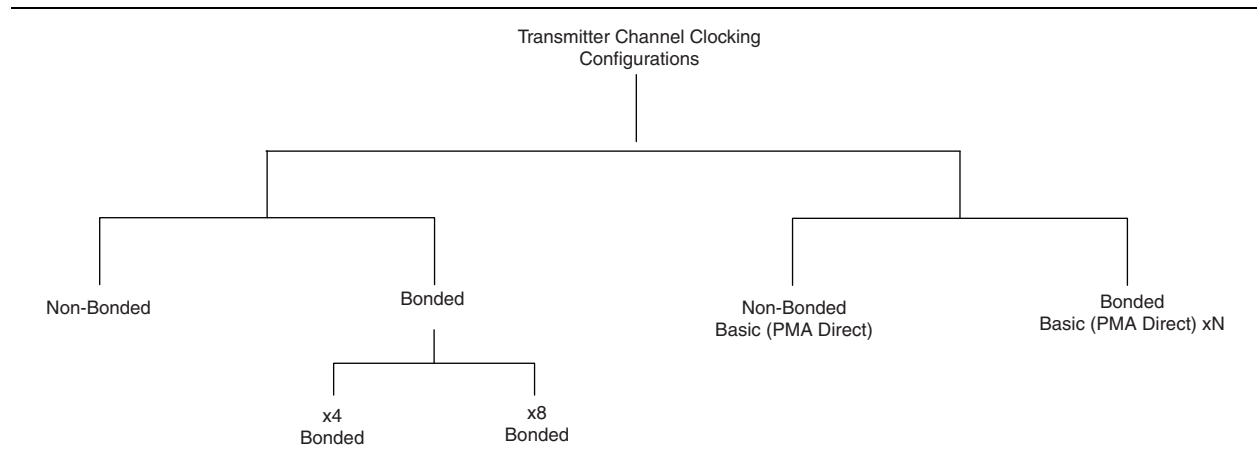 Transmitter Channel Clocking
Configurations
Non-Bonded
Bonded
Non-Bonded
Basic (PMA Direct)
Bonded
Basic (PMA Direct) xN
x4
Bonded
x8
Bonded